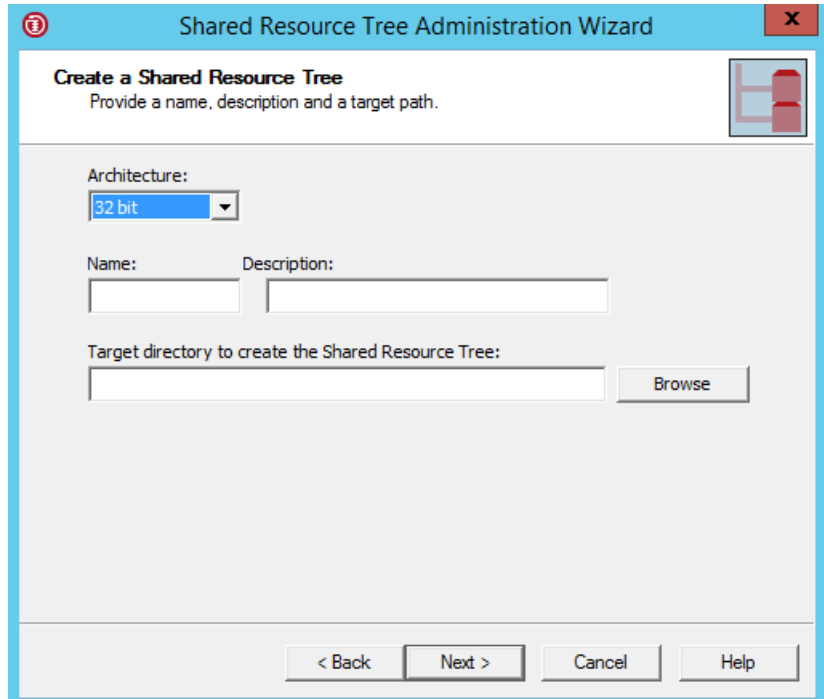 Shared Resource Tree Administration Wizard
x
Create a Shared Resource Tree
Provide a name, description and a target path.
Architecture:
32 bit
Name: Description:
Target directory to create the Shared Resource Tree:
Browse
< Back Next > Cancel Help